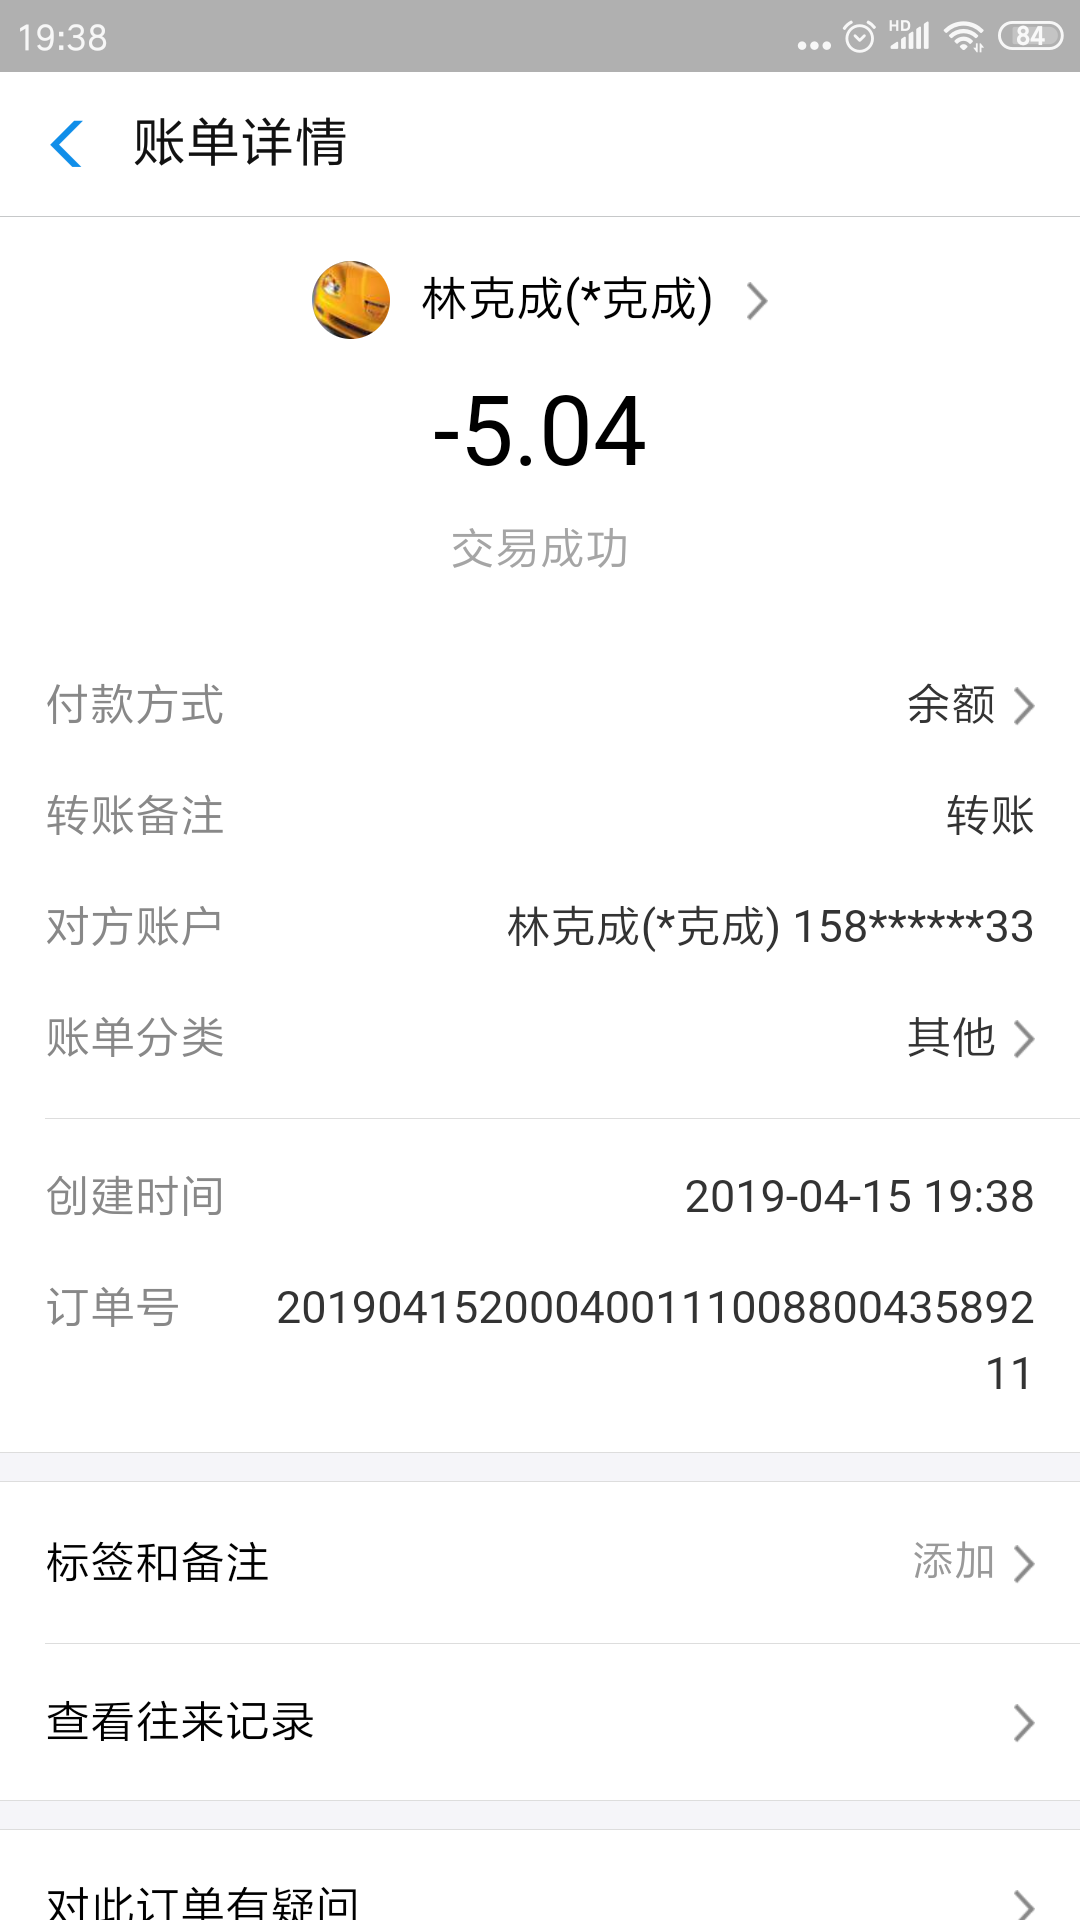 19:38
HD
84
账单详情
林克成(*克成)
-5.04
交易成功
付款方式 余额
转账备注 转账
对方账户 林克成(*克成) 158******33
账单分类 其他
创建时间 2019-04-15 19:38
订单号 201904152000400111008800435892
11
标签和备注 添加
查看往来记录
对此订单有疑问